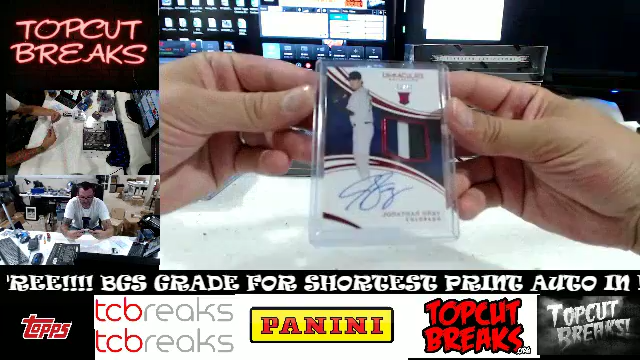 TOPCUT
BREAKS
IMMACULATE
JONATHAN GRAY
'REE!!!! BGS GRADE FOR SHORTEST PRINT AUTO IN
topps
tcbreaks
tcbreaks
PANINI
TOPCUT
BREAKS.ORG
TOPCUT
BREAKS!